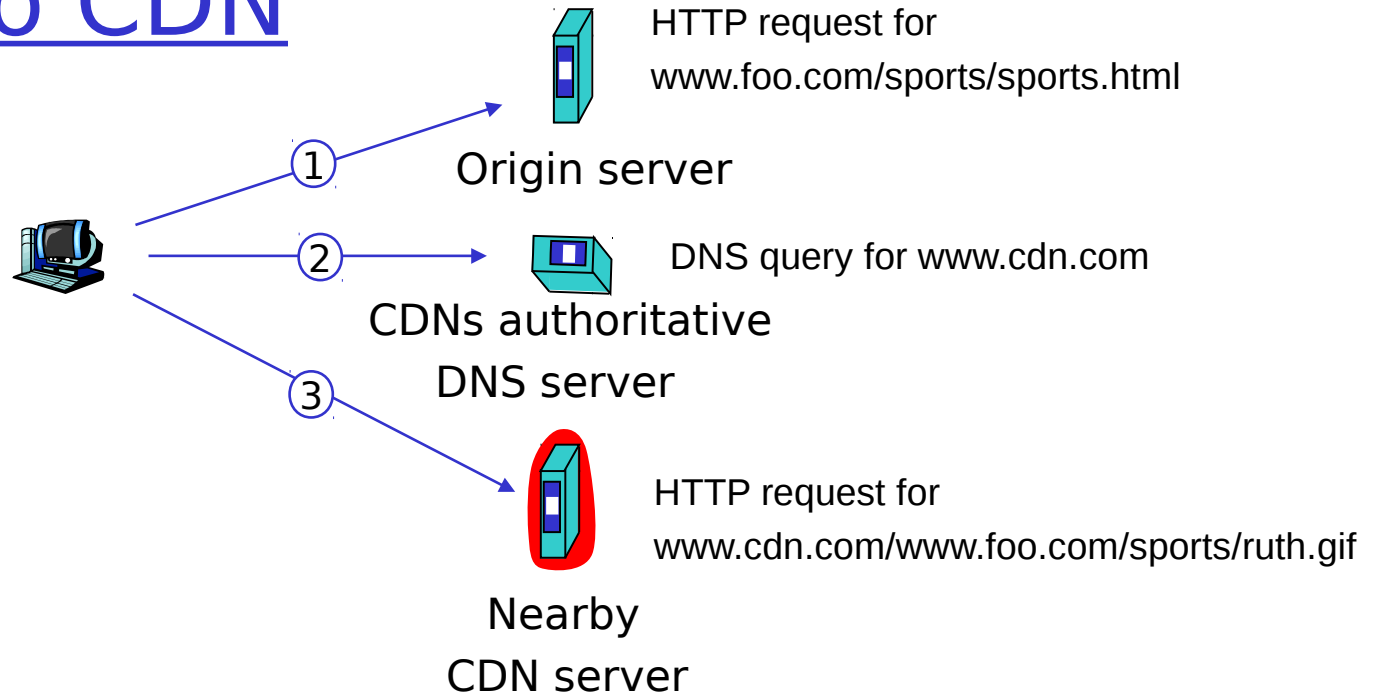 CDN
HTTP request for
www.foo.com/sports/sports.html
1
Origin server
2
DNS query for www.cdn.com
CDNs authoritative
DNS server
3
HTTP request for
www.cdn.com/www.foo.com/sports/ruth.gif
Nearby
CDN server